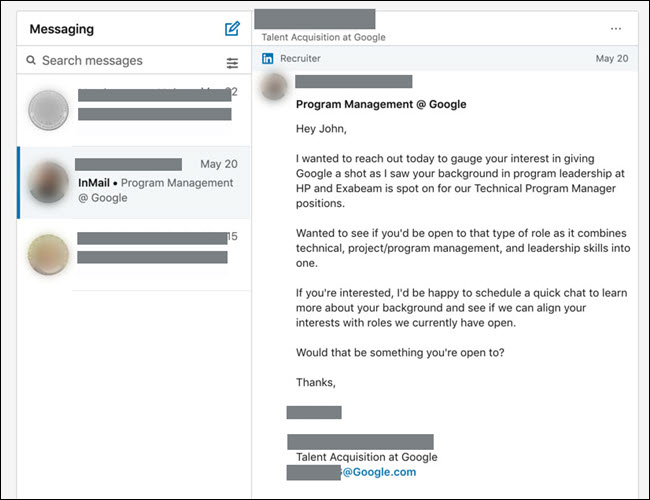 Messaging
Search messages
May 20
InMail • Program Management
@ Google
15
Talent Acquisition at Google
in Recruiter
May 20
Program Management @ Google
Hey John,
I wanted to reach out today to gauge your interest in giving
Google a shot as I saw your background in program leadership at
HP and Exabeam is spot on for our Technical Program Manager
positions.
Wanted to see if you'd be open to that type of role as it combines
technical, project/program management, and leadership skills into
one.
If you're interested, I'd be happy to schedule a quick chat to learn
more about your background and see if we can align your
interests with roles we currently have open.
Would that be something you're open to?
Thanks,
Talent Acquisition at Google
@Google.com